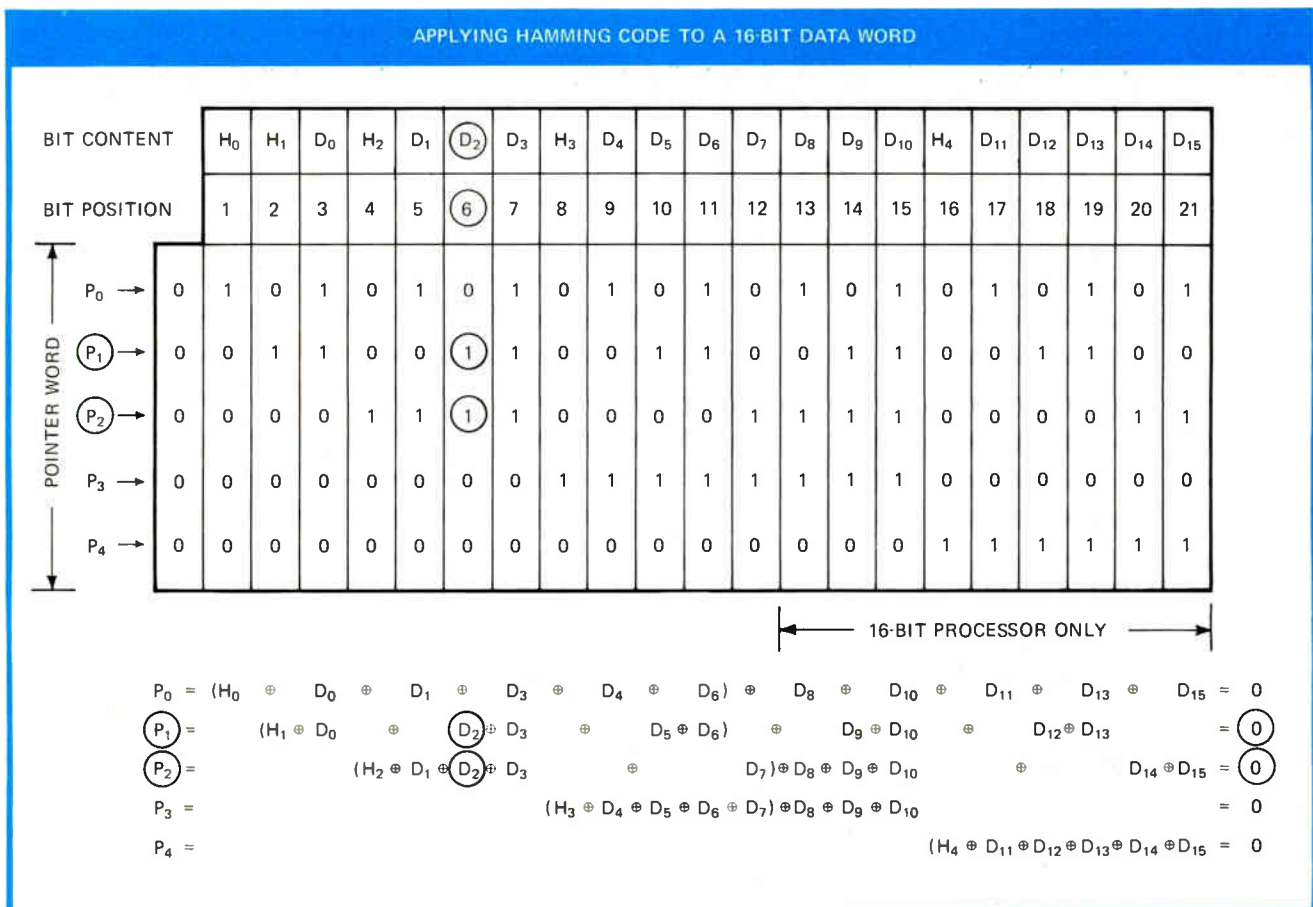 APPLYING HAMMING CODE TO A 16-BIT DATA WORD
BIT CONTENT H₀ H₁ D₀ H₂ D₁ D₂ D₃ H₃ D₄ D₅ D₆ D₇ D₈ D₉ D₁₀ H₄ D₁₁ D₁₂ D₁₃ D₁₄ D₁₅
BIT POSITION 1 2 3 4 5 6 7 8 9 10 11 12 13 14 15 16 17 18 19 20 21
POINTER WORD
P₀ → 0 1 0 1 0 1 0 1 0 1 0 1 0 1 0 1 0 1 0 1 0 1
P₁ → 0 0 1 1 0 0 1 1 0 0 1 1 0 0 1 1 0 0 1 1 0 0
P₂ → 0 0 0 0 1 1 1 1 0 0 0 0 1 1 1 1 0 0 0 0 1 1
P₃ → 0 0 0 0 0 0 0 0 1 1 1 1 1 1 1 1 0 0 0 0 0 0
P₄ → 0 0 0 0 0 0 0 0 0 0 0 0 0 0 0 0 1 1 1 1 1 1
16-BIT PROCESSOR ONLY
P₀ = (H₀ ⊕ D₀ ⊕ D₁ ⊕ D₃ ⊕ D₄ ⊕ D₆) ⊕ D₈ ⊕ D₁₀ ⊕ D₁₁ ⊕ D₁₃ ⊕ D₁₅ = 0
P₁ = (H₁ ⊕ D₀ ⊕ D₂ ⊕ D₃ ⊕ D₅ ⊕ D₆) ⊕ D₉ ⊕ D₁₀ ⊕ D₁₂ ⊕ D₁₃ = 0
P₂ = (H₂ ⊕ D₁ ⊕ D₂ ⊕ D₃ ⊕ D₇) ⊕ D₈ ⊕ D₉ ⊕ D₁₀ ⊕ D₁₄ ⊕ D₁₅ = 0
P₃ = (H₃ ⊕ D₄ ⊕ D₅ ⊕ D₆ ⊕ D₇) ⊕ D₈ ⊕ D₉ ⊕ D₁₀ = 0
P₄ = (H₄ ⊕ D₁₁ ⊕ D₁₂ ⊕ D₁₃ ⊕ D₁₄ ⊕ D₁₅ = 0